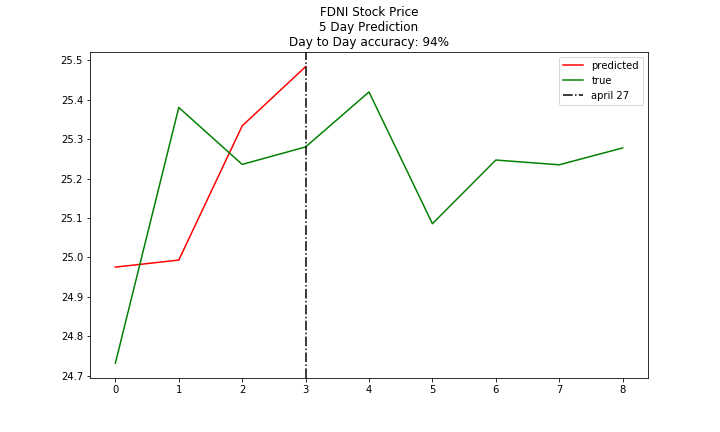 FDNI Stock Price
5 Day Prediction
Day to Day accuracy: 94%
predicted
true
april 27
25.5
25.4
25.3
25.2
25.1
25.0
24.9
24.8
24.7
0 1 2 3 4 5 6 7 8